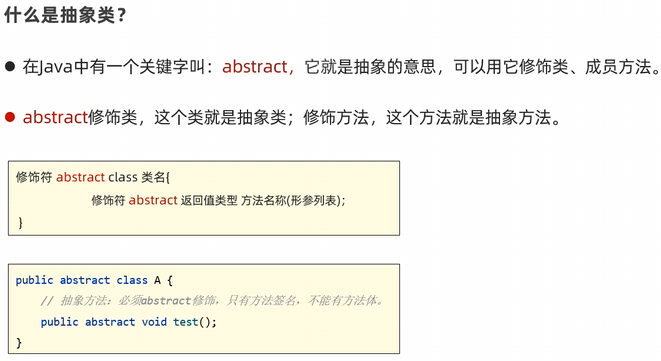 什么是抽象类?
在Java中有一个关键字叫：abstract，它就是抽象的意思，可以用它修饰类、成员方法。
abstract修饰类，这个类就是抽象类；修饰方法，这个方法就是抽象方法。
修饰符 abstract class 类名{
修饰符 abstract 返回值类型 方法名称(形参列表)；
}
public abstract class A {
// 抽象方法：必须abstract修饰，只有方法签名，不能有方法体。
public abstract void test();
}